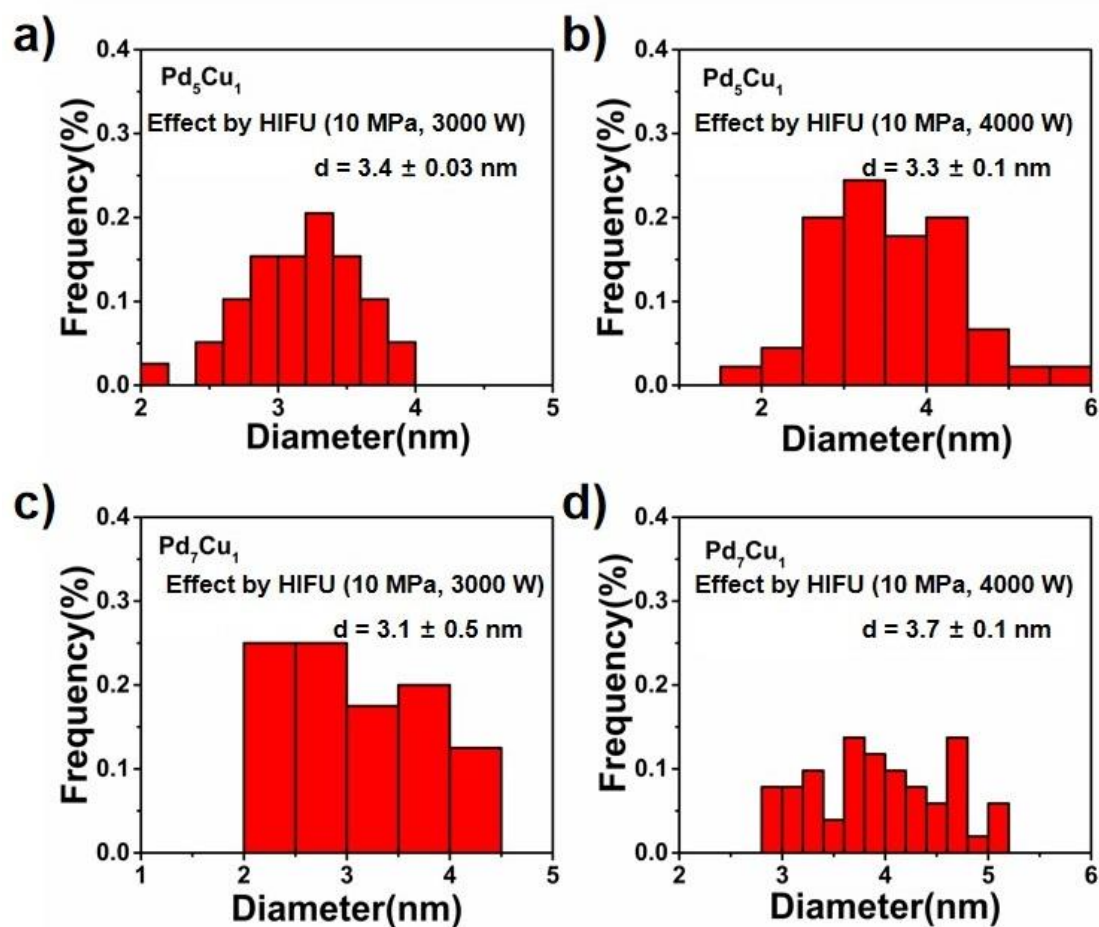 a)
Pd₅Cu₁
Effect by HIFU (10 MPa, 3000 W)
d = 3.4 ± 0.03 nm
Frequency(%)
0.4
0.3
0.2
0.1
0.0
2 3 4 5
Diameter(nm)
b)
Pd₅Cu₁
Effect by HIFU (10 MPa, 4000 W)
d = 3.3 ± 0.1 nm
Frequency(%)
0.4
0.3
0.2
0.1
0.0
2 4 6
Diameter(nm)
c)
Pd₇Cu₁
Effect by HIFU (10 MPa, 3000 W)
d = 3.1 ± 0.5 nm
Frequency(%)
0.4
0.3
0.2
0.1
0.0
1 2 3 4 5
Diameter(nm)
d)
Pd₇Cu₁
Effect by HIFU (10 MPa, 4000 W)
d = 3.7 ± 0.1 nm
Frequency(%)
0.4
0.3
0.2
0.1
0.0
2 3 4 5 6
Diameter(nm)